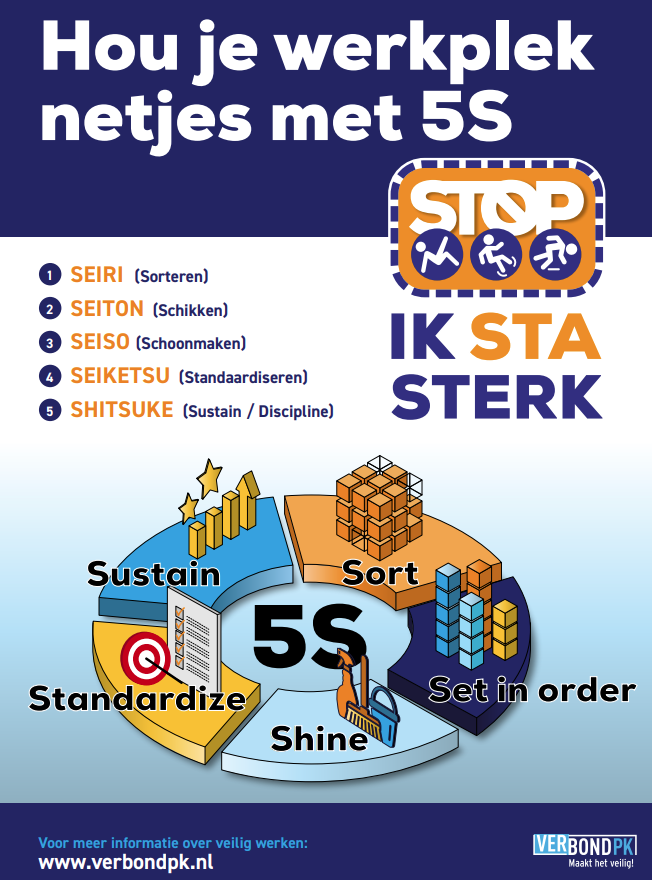 Hou je werkplek
netjes met 5S
STOP
IK STA
STERK
1 SEIRI (Sorteren)
2 SEITON (Schikken)
3 SEISO (Schoonmaken)
4 SEIKETSU (Standaardiseren)
5 SHITSUKE (Sustain / Discipline)
Sustain
Sort
5S
Standardize
Set in order
Shine
Voor meer informatie over veilig werken:
www.verbondpk.nl
VERBONDPK
Maakt het veilig!